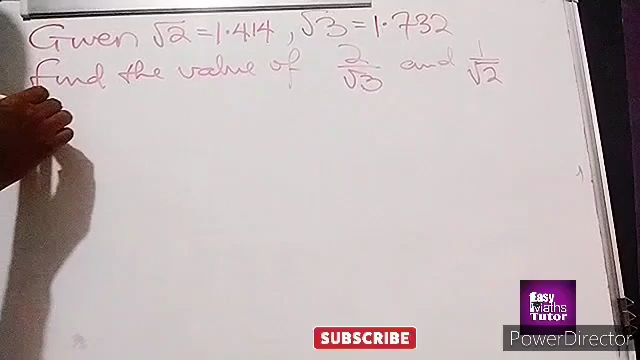 Given √2 = 1.414, √3 = 1.732
find the value of 2/√3 and 1/√2
Easy
Maths
Tutor
SUBSCRIBE
PowerDirector